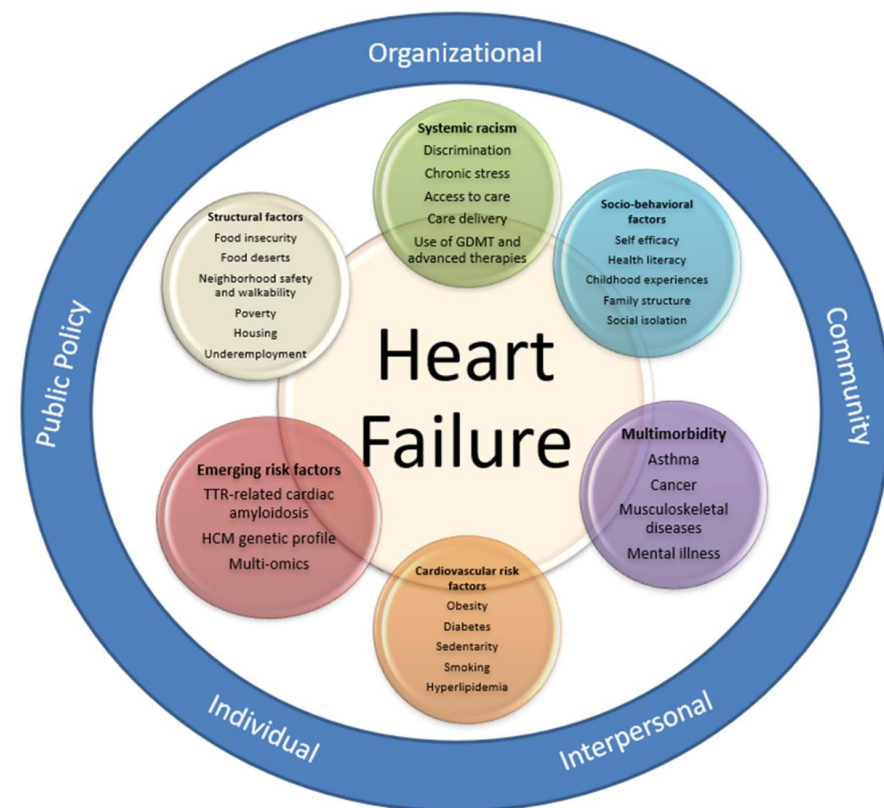 Organizational
Community
Interpersonal
Individual
Public Policy
Heart
Failure
Systemic racism
Discrimination
Chronic stress
Access to care
Care delivery
Use of GDMT and
advanced therapies
Socio-behavioral
factors
Self efficacy
Health literacy
Childhood experiences
Family structure
Social isolation
Multimorbidity
Asthma
Cancer
Musculoskeletal
diseases
Mental illness
Cardiovascular risk
factors
Obesity
Diabetes
Sedentarity
Smoking
Hyperlipidemia
Emerging risk factors
TTR-related cardiac
amyloidosis
HCM genetic profile
Multi-omics
Structural factors
Food insecurity
Food deserts
Neighborhood safety
and walkability
Poverty
Housing
Underemployment